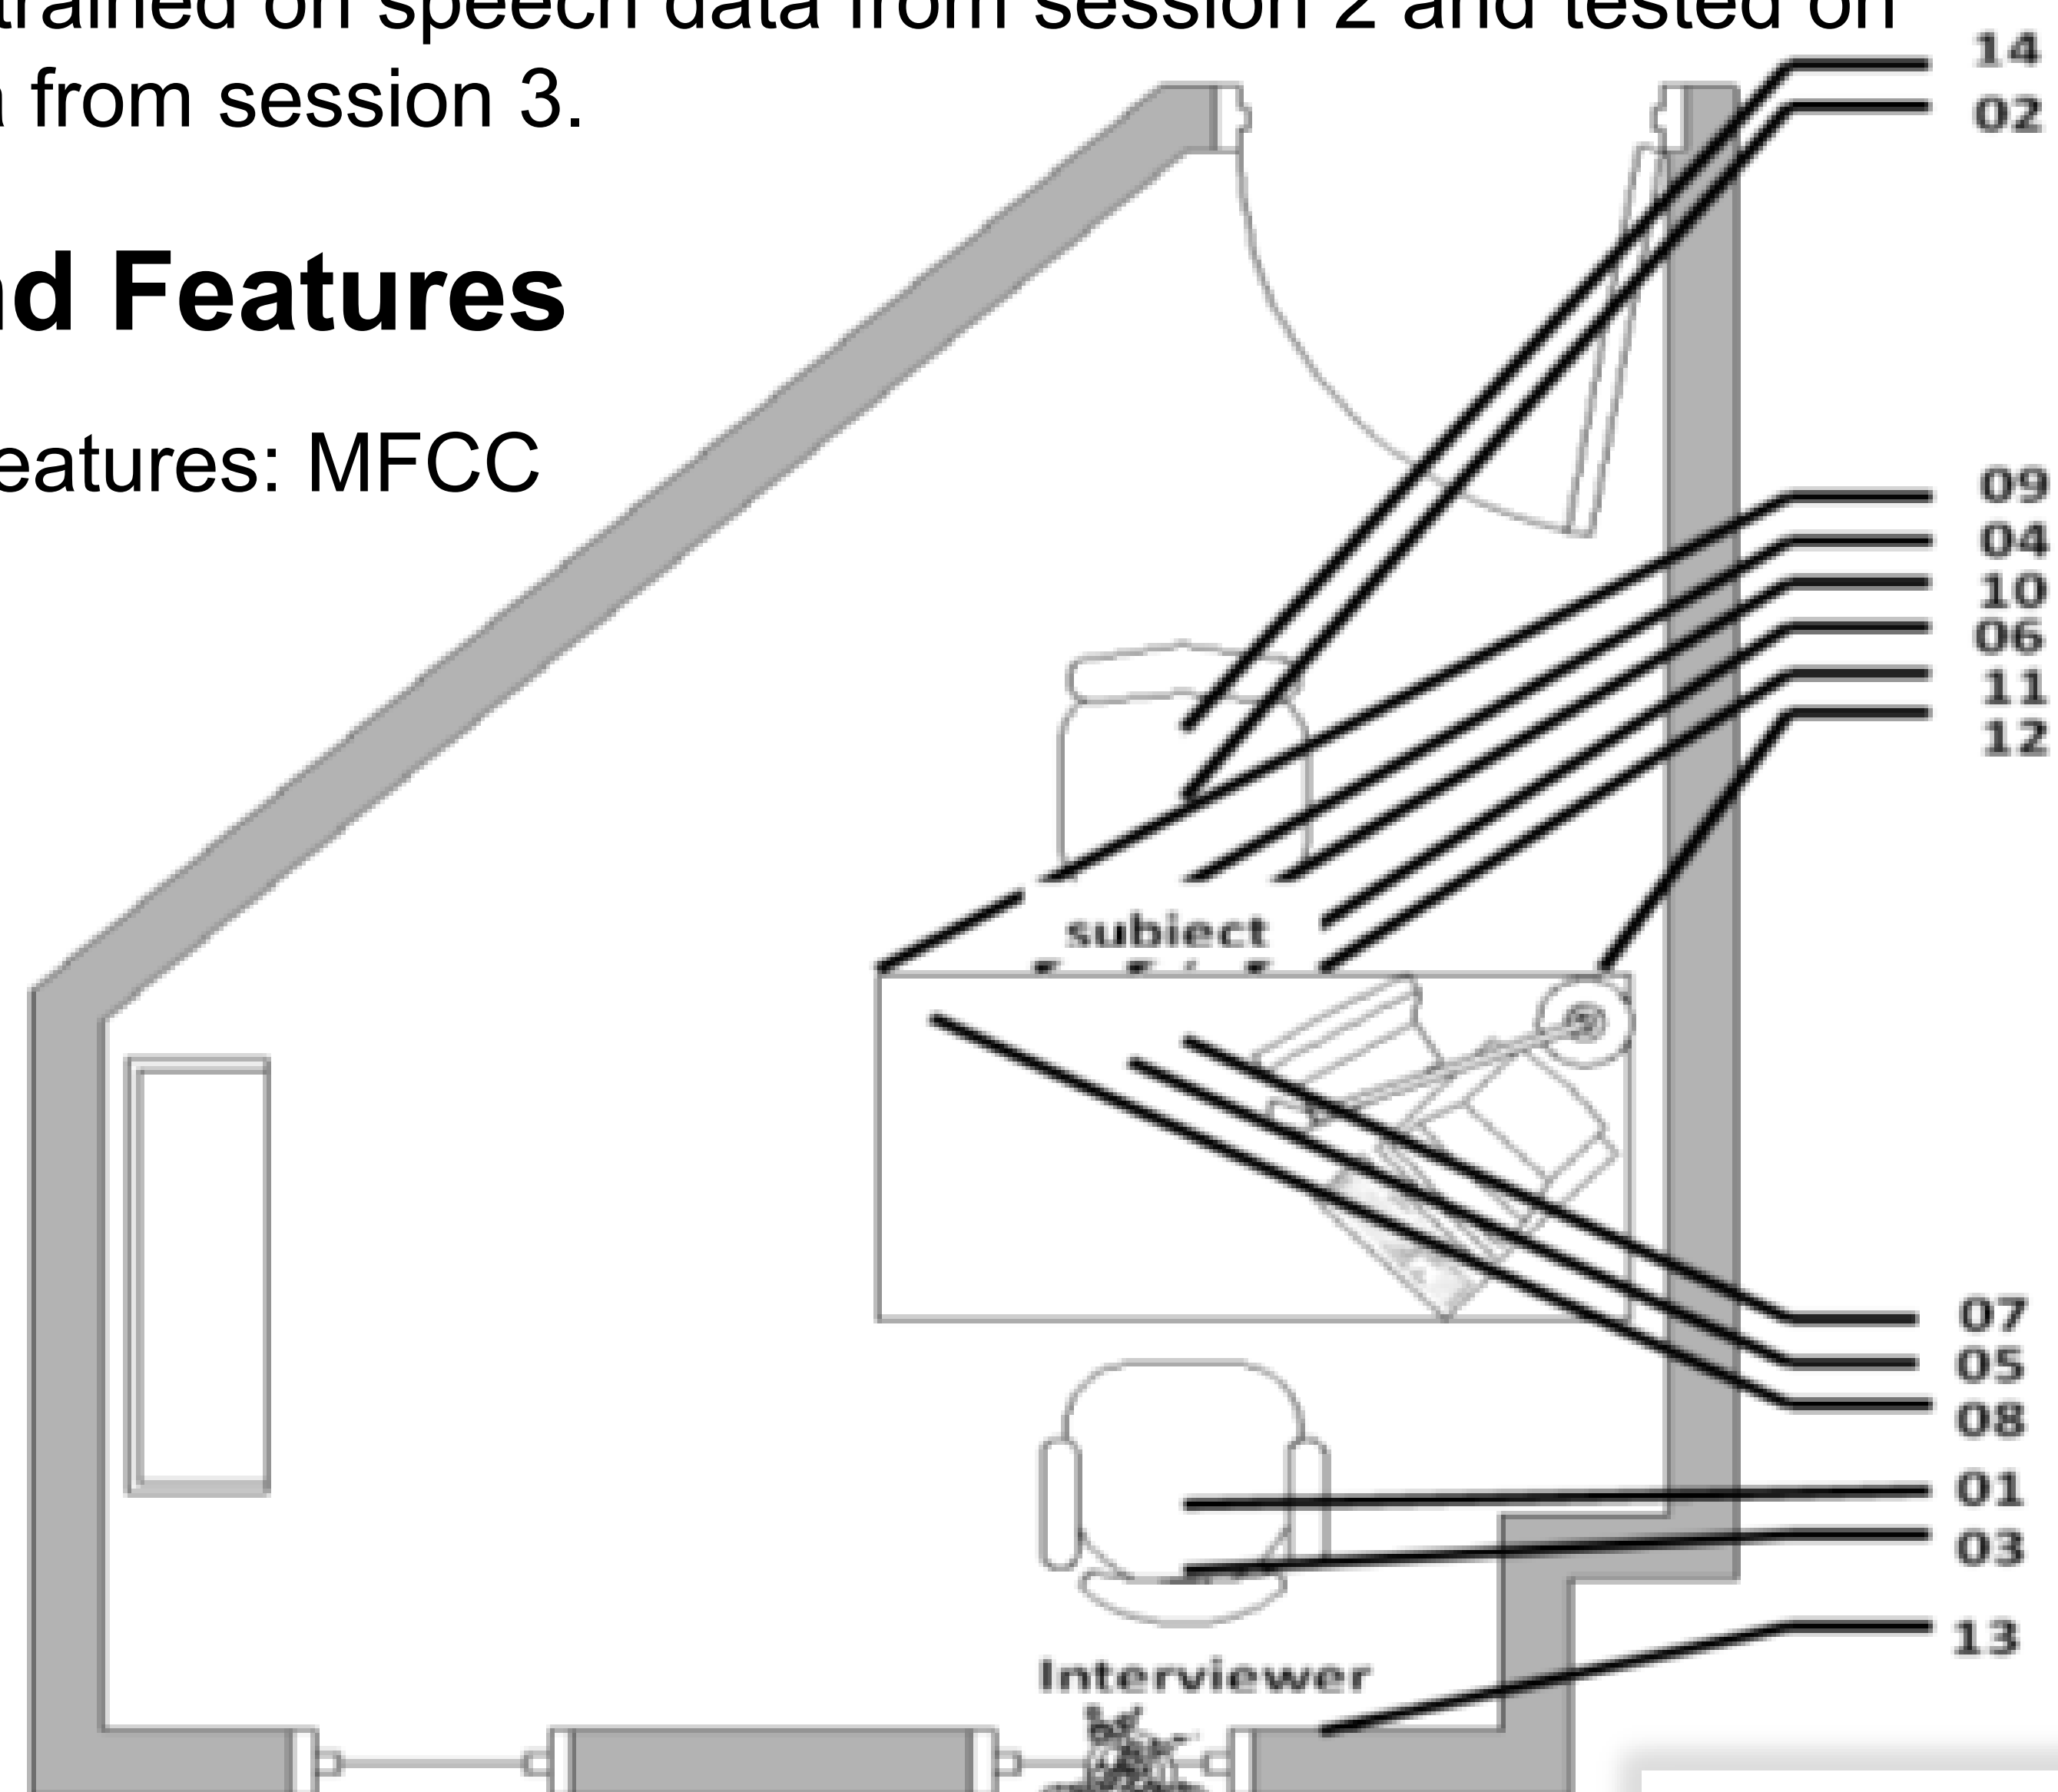 trained on speech data from session 2 and tested on
from session 3.
nd Features
eatures: MFCC
14
02
09
04
10
06
11
12
subject
07
05
08
01
03
Interviewer
13